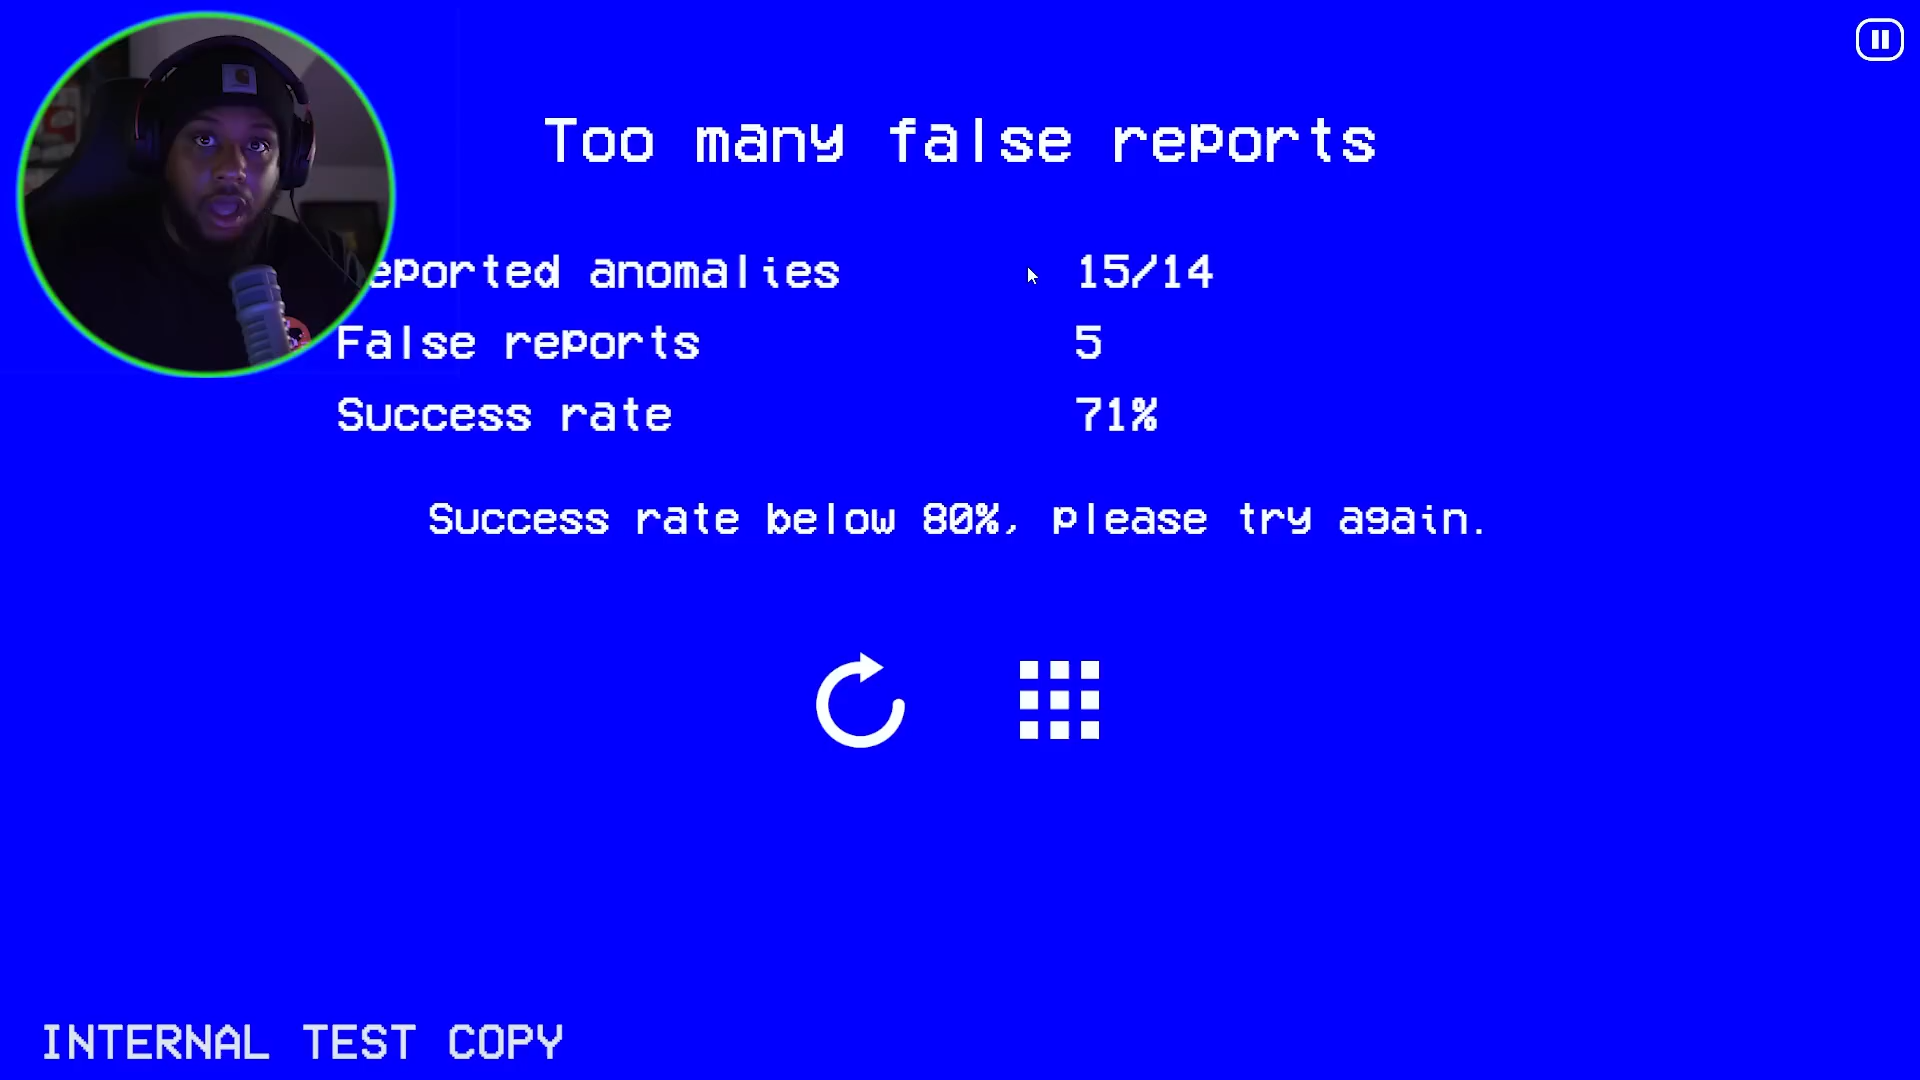 Too many false reports
eported anomalies 15/14
False reports 5
Success rate 71%
Success rate below 80%, please try again.
INTERNAL TEST COPY